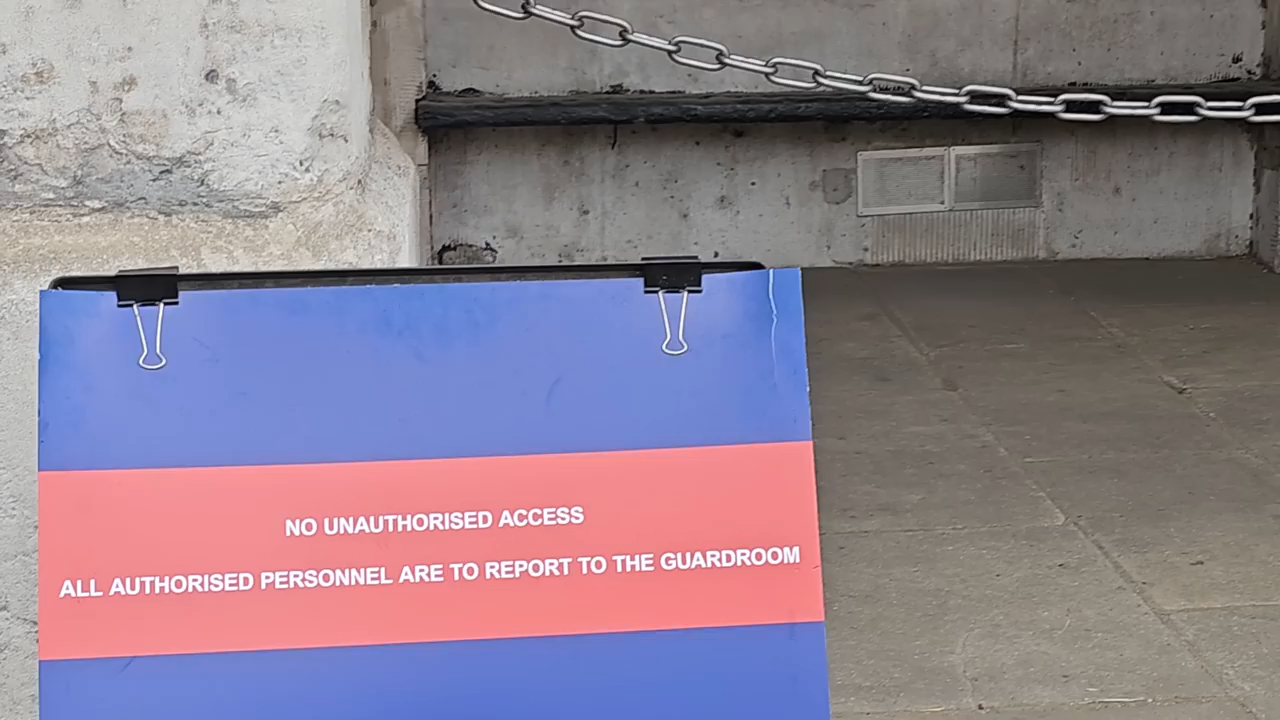 NO UNAUTHORISED ACCESS
ALL AUTHORISED PERSONNEL ARE TO REPORT TO THE GUARDROOM